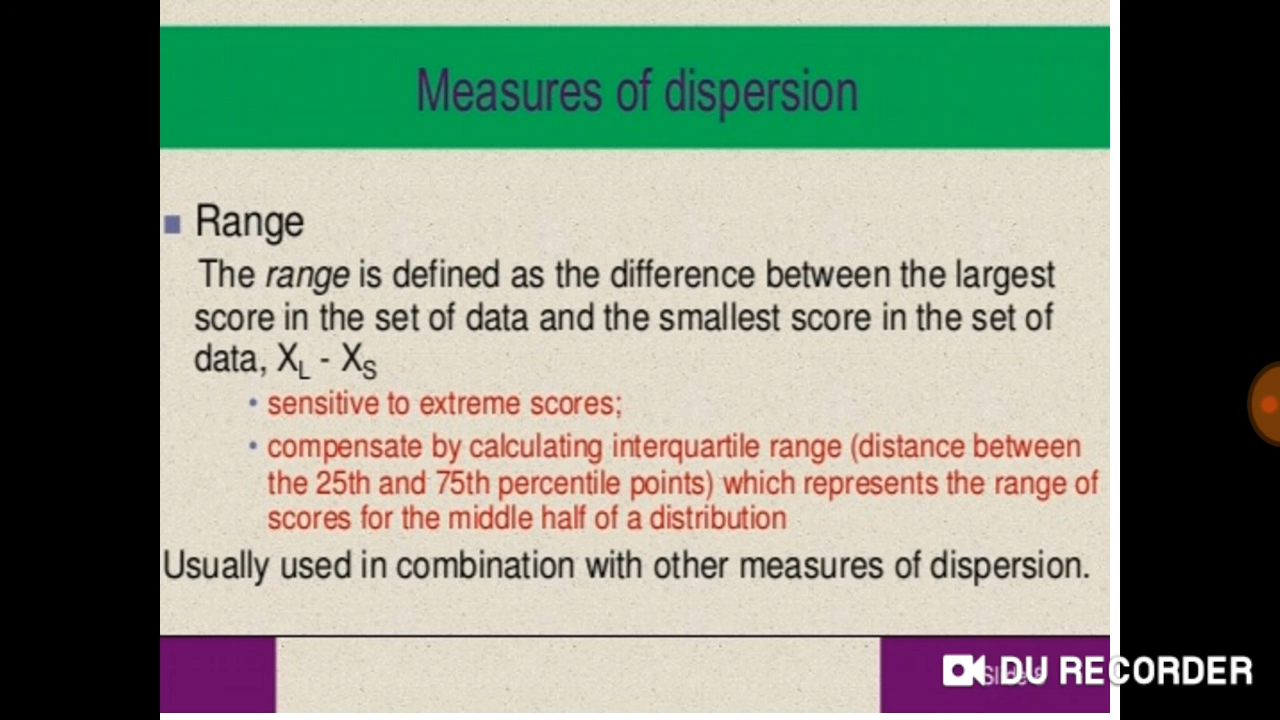 Measures of dispersion
Range
The range is defined as the difference between the largest
score in the set of data and the smallest score in the set of
data, X_L - X_S
• sensitive to extreme scores;
• compensate by calculating interquartile range (distance between
the 25th and 75th percentile points) which represents the range of
scores for the middle half of a distribution
Usually used in combination with other measures of dispersion.
DU RECORDER